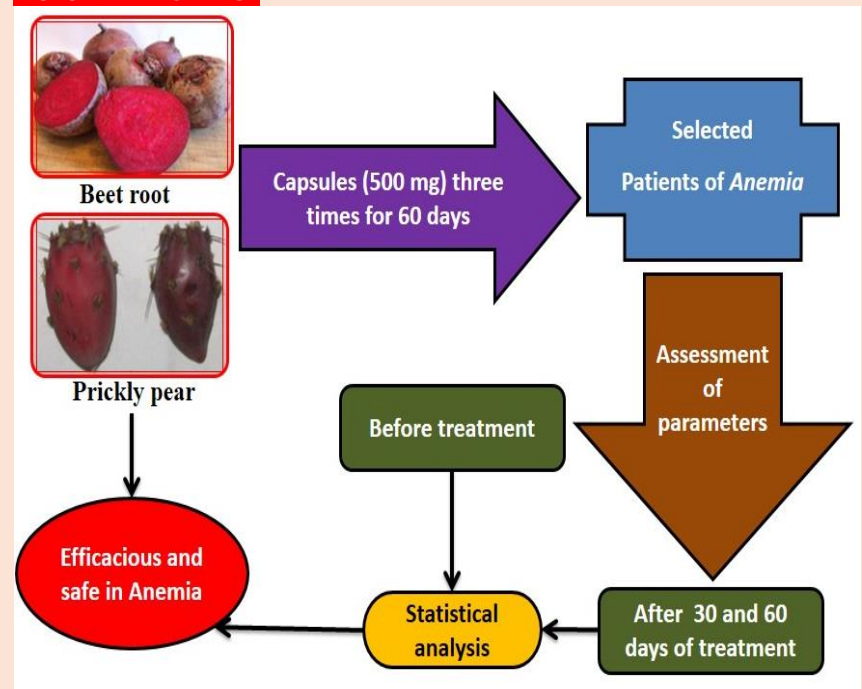 Beet root
Capsules (500 mg) three
times for 60 days
Selected
Patients of Anemia
Prickly pear
Assessment
of
parameters
Before treatment
Efficacious and
safe in Anemia
Statistical
analysis
After 30 and 60
days of treatment